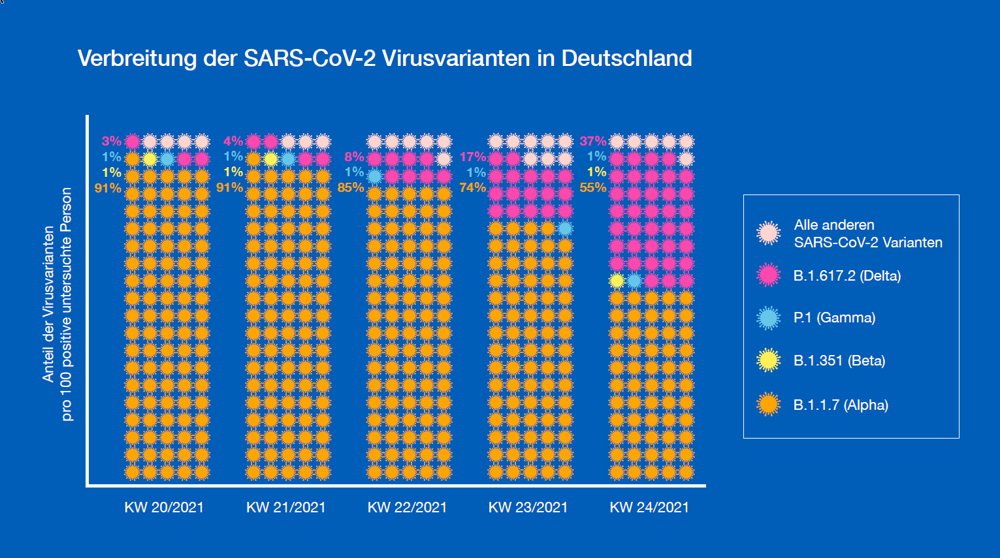 Verbreitung der SARS-CoV-2 Virusvarianten in Deutschland
Anteil der Virusvarianten
pro 100 positive untersuchte Person
3%
1%
1%
91%
4%
1%
1%
91%
8%
1%
85%
17%
1%
74%
37%
1%
1%
55%
KW 20/2021
KW 21/2021
KW 22/2021
KW 23/2021
KW 24/2021
Alle anderen
SARS-CoV-2 Varianten
B.1.617.2 (Delta)
P.1 (Gamma)
B.1.351 (Beta)
B.1.1.7 (Alpha)